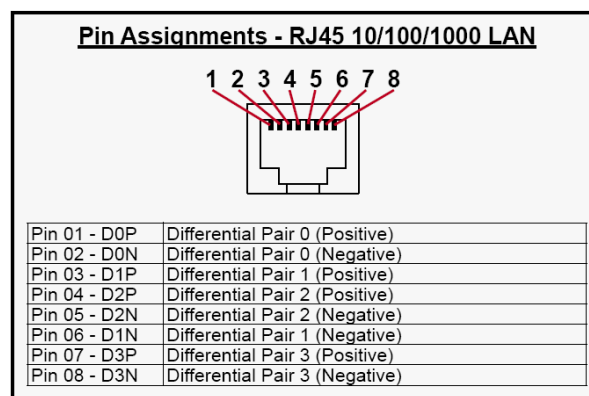 Pin Assignments - RJ45 10/100/1000 LAN
1 2 3 4 5 6 7 8
Pin 01 - D0P Differential Pair 0 (Positive)
Pin 02 - D0N Differential Pair 0 (Negative)
Pin 03 - D1P Differential Pair 1 (Positive)
Pin 04 - D2P Differential Pair 2 (Positive)
Pin 05 - D2N Differential Pair 2 (Negative)
Pin 06 - D1N Differential Pair 1 (Negative)
Pin 07 - D3P Differential Pair 3 (Positive)
Pin 08 - D3N Differential Pair 3 (Negative)